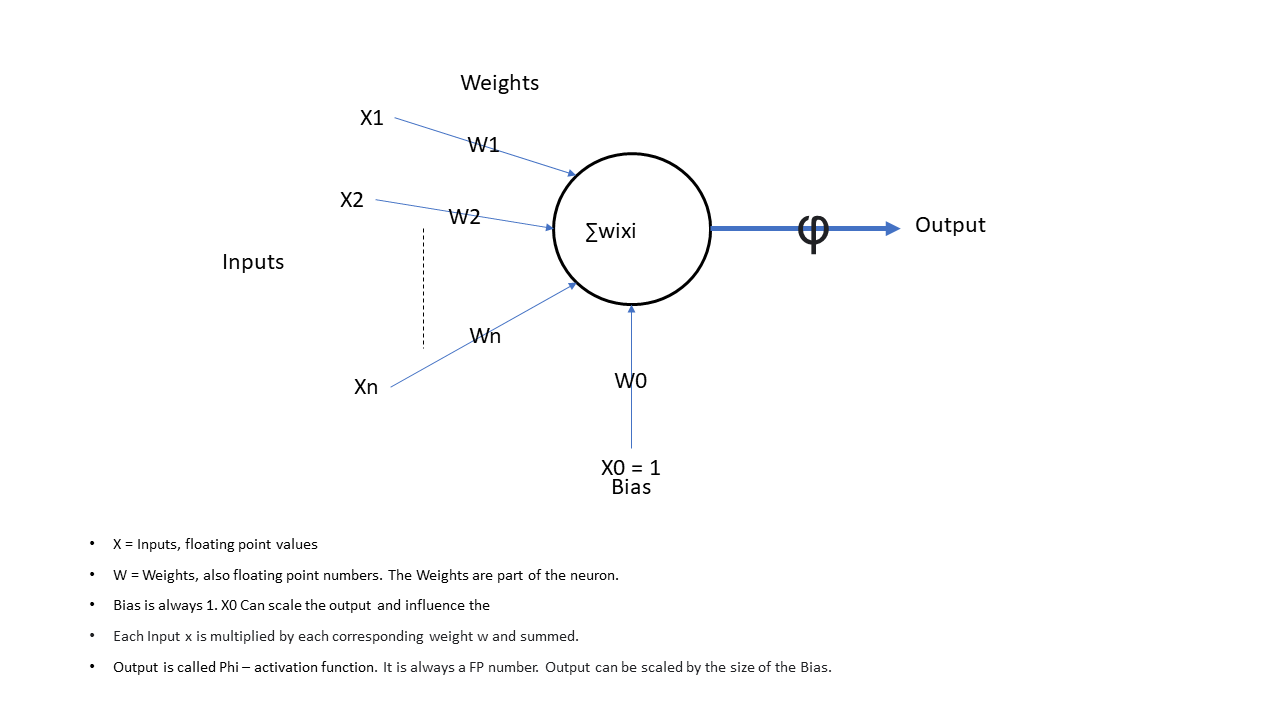 Weights
X1
W1
X2
W2
∑wixi
φ
Output
Inputs
Wn
Xn
W0
X0 = 1
Bias
• X = Inputs, floating point values
• W = Weights, also floating point numbers. The Weights are part of the neuron.
• Bias is always 1. X0 Can scale the output and influence the
• Each Input x is multiplied by each corresponding weight w and summed.
• Output is called Phi – activation function. It is always a FP number. Output can be scaled by the size of the Bias.